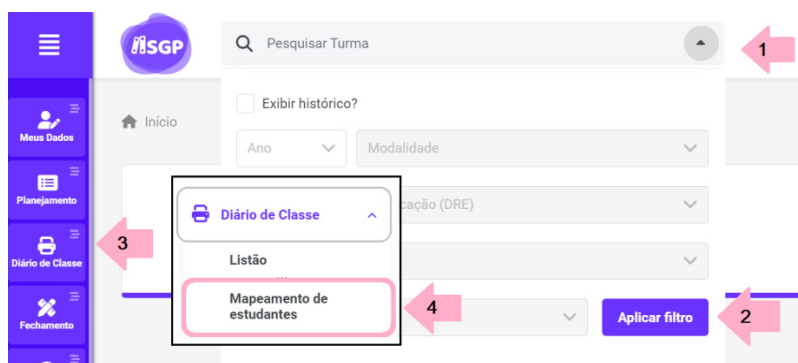 SGP
Pesquisar Turma
1
Exibir histórico?
Início
Meus Dados
Ano
Modalidade
Planejamento
cação (DRE)
Diário de Classe
3
Diário de Classe
Listão
...
Mapeamento de
estudantes
4
Aplicar filtro
2
Fechamento